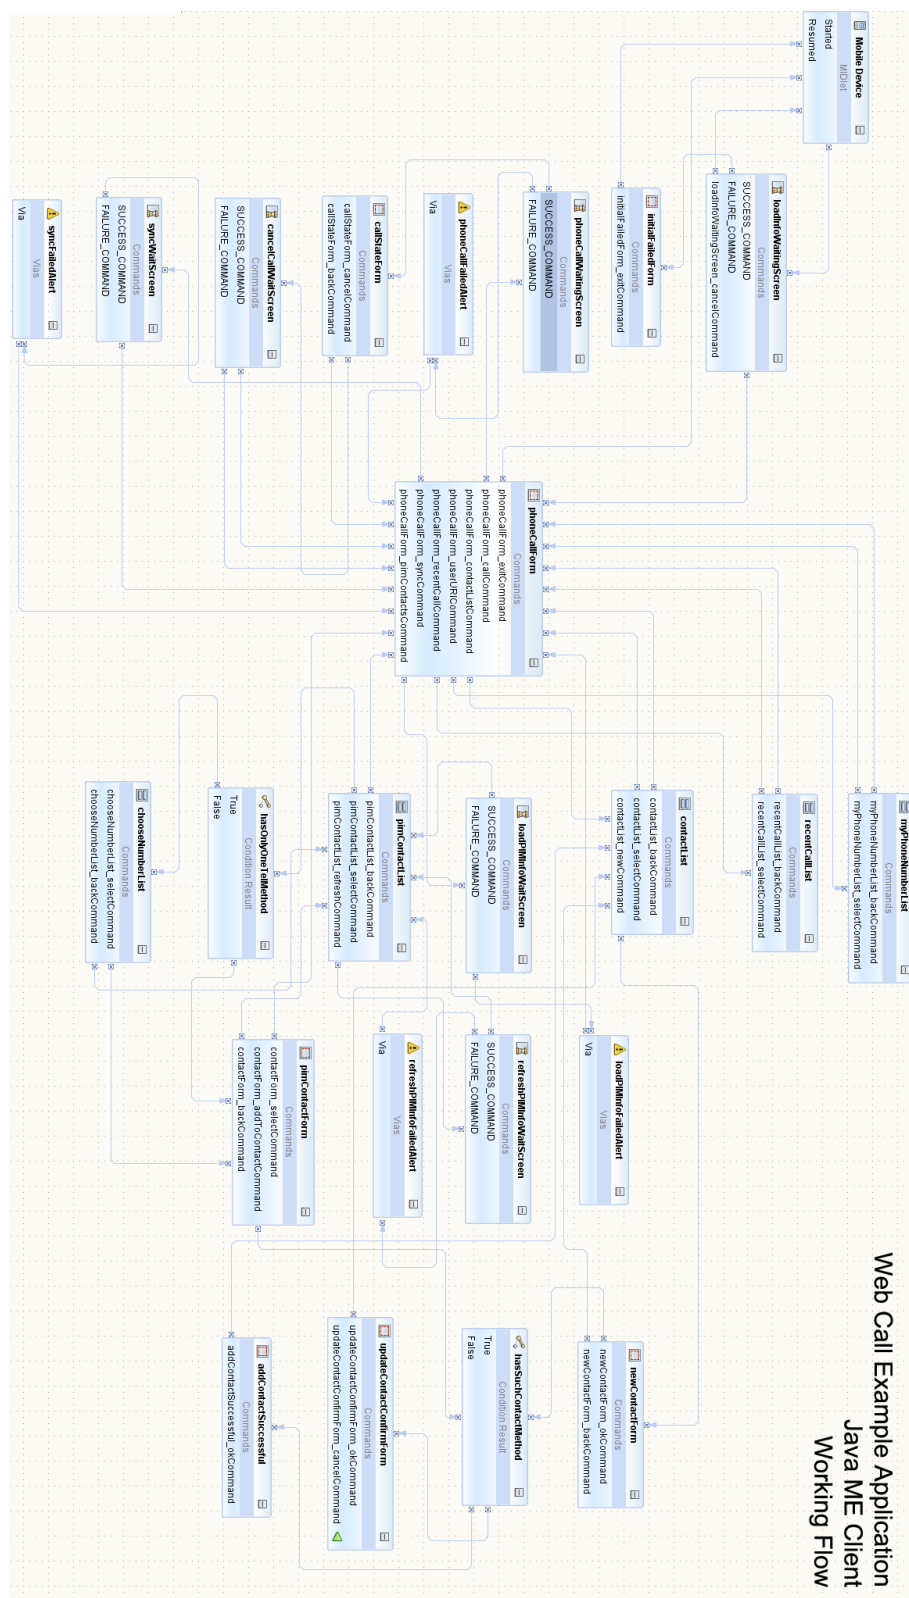 Web Call Example Application
Java ME Client
Working Flow
Mobile Device
MIDlet
Started
Resumed
loadInfoWaitingScreen
Commands
SUCCESS_COMMAND
FAILURE_COMMAND
loadInfoWaitingScreen_cancelCommand
initialFailedForm
Commands
initialFailedForm_exitCommand
phoneCallWaitingScreen
Commands
SUCCESS_COMMAND
FAILURE_COMMAND
phoneCallFailedAlert
Vias
Via
callStateForm
Commands
callStateForm_cancelCommand
callStateForm_backCommand
cancelCallWaitScreen
Commands
SUCCESS_COMMAND
FAILURE_COMMAND
syncWaitScreen
Commands
SUCCESS_COMMAND
FAILURE_COMMAND
syncFailedAlert
Vias
Via
phoneCallForm
Commands
phoneCallForm_exitCommand
phoneCallForm_callCommand
phoneCallForm_contactListCommand
phoneCallForm_userURICommand
phoneCallForm_recentCallCommand
phoneCallForm_syncCommand
phoneCallForm_pimContactsCommand
myPhoneNumberList
Commands
myPhoneNumberList_backCommand
myPhoneNumberList_selectCommand
recentCallList
Commands
recentCallList_backCommand
recentCallList_selectCommand
contactList
Commands
contactList_backCommand
contactList_selectCommand
contactList_newCommand
loadPIMInfoWaitScreen
Commands
SUCCESS_COMMAND
FAILURE_COMMAND
pimContactList
Commands
pimContactList_backCommand
pimContactList_selectCommand
pimContactList_refreshCommand
hasOnlyOneTelMethod
Condition Result
True
False
chooseNumberList
Commands
chooseNumberList_selectCommand
chooseNumberList_backCommand
loadPIMInfoFailedAlert
Vias
Via
refreshPIMInfoWaitScreen
Commands
SUCCESS_COMMAND
FAILURE_COMMAND
refreshPIMInfoFailedAlert
Vias
Via
pimContactForm
Commands
contactForm_selectCommand
contactForm_addToContactCommand
contactForm_backCommand
newContactForm
Commands
newContactForm_okCommand
newContactForm_backCommand
hasSuchContactMethod
Condition Result
True
False
updateContactConfirmForm
Commands
updateContactConfirmForm_okCommand
updateContactConfirmForm_cancelCommand
addContactSuccessful
Commands
addContactSuccessful_okCommand